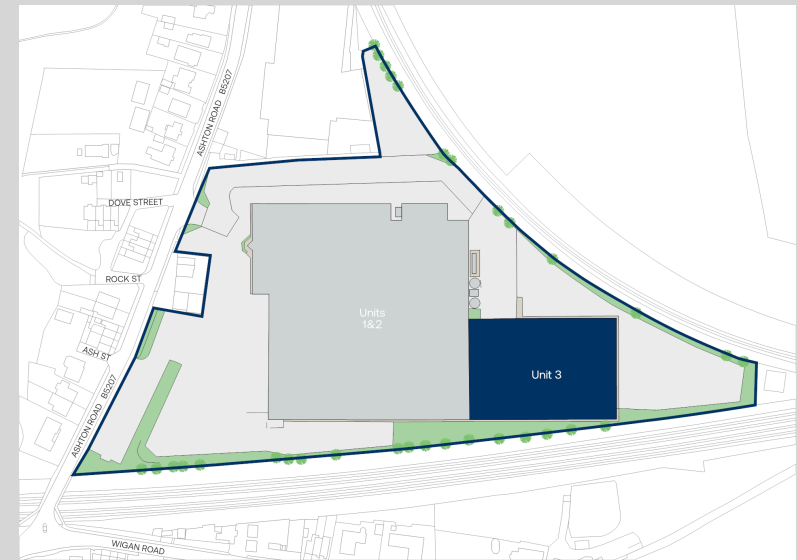 ASHTON ROAD B5207
DOVE STREET
ROCK ST
Units
1&2
ASH ST
Unit 3
ASHTON ROAD B5207
WIGAN ROAD